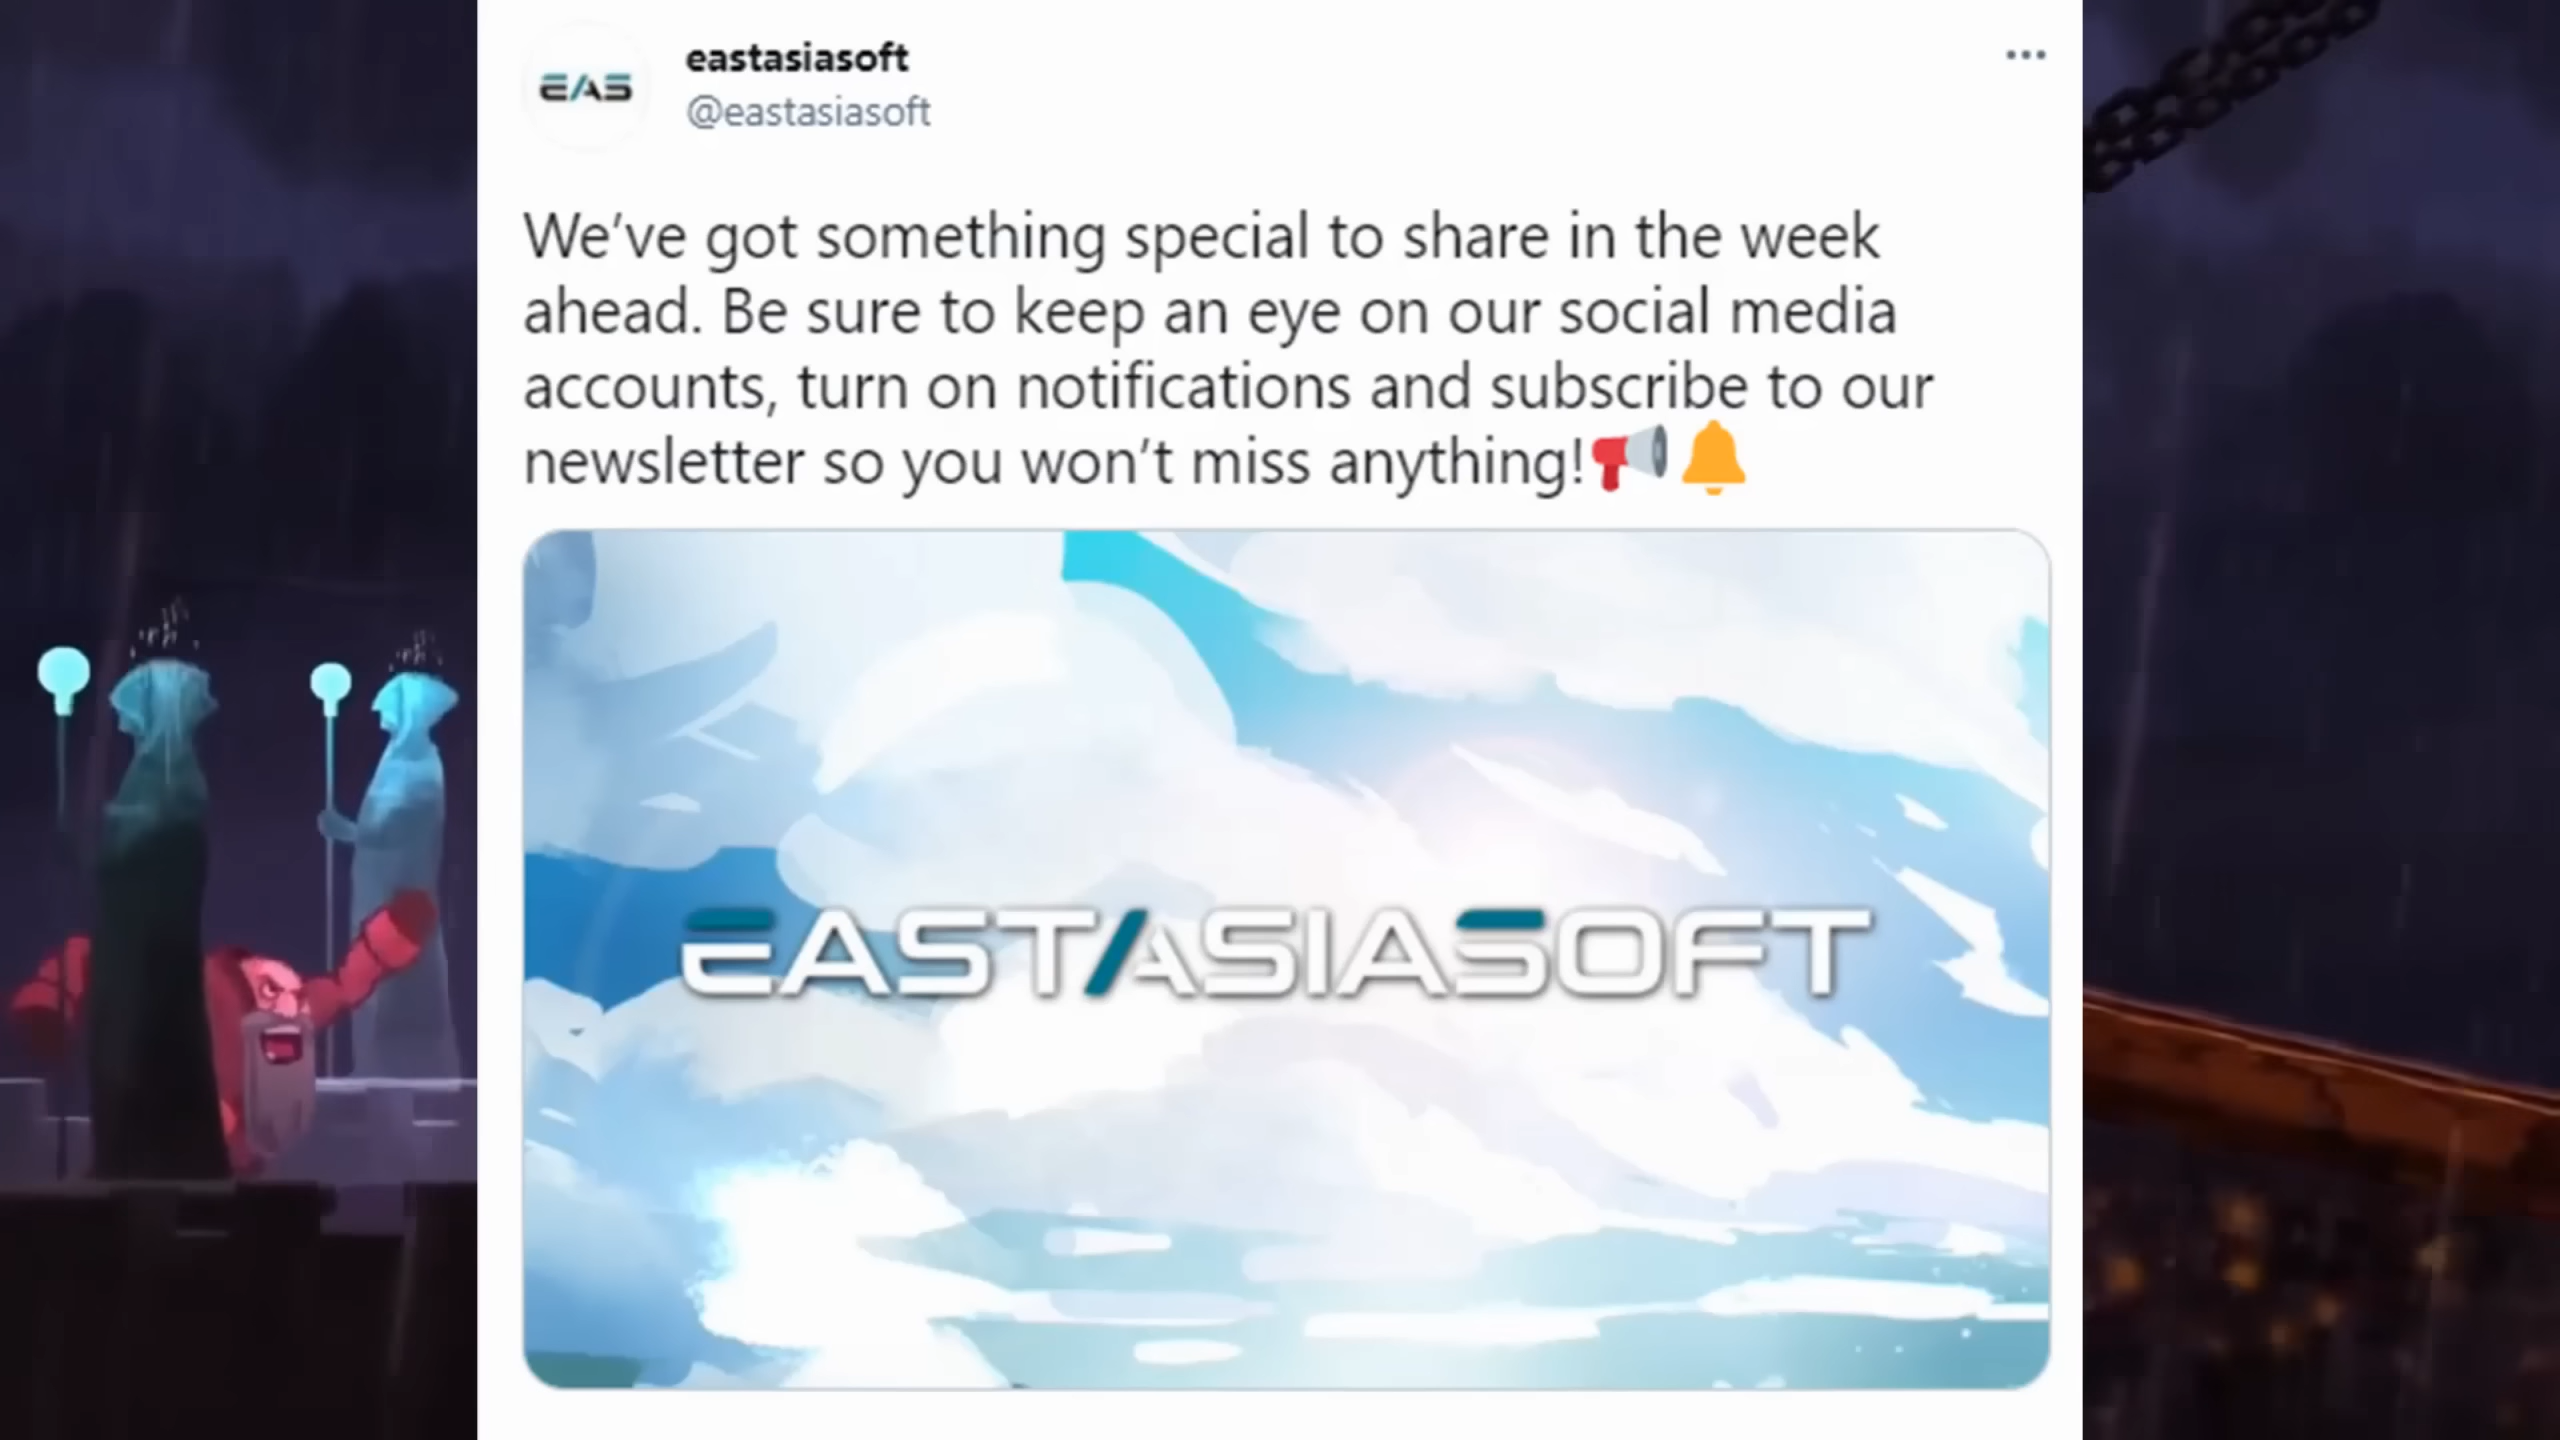 EAS
eastasiasoft
@eastasiasoft
We’ve got something special to share in the week
ahead. Be sure to keep an eye on our social media
accounts, turn on notifications and subscribe to our
newsletter so you won’t miss anything!
EASTASIASOFT